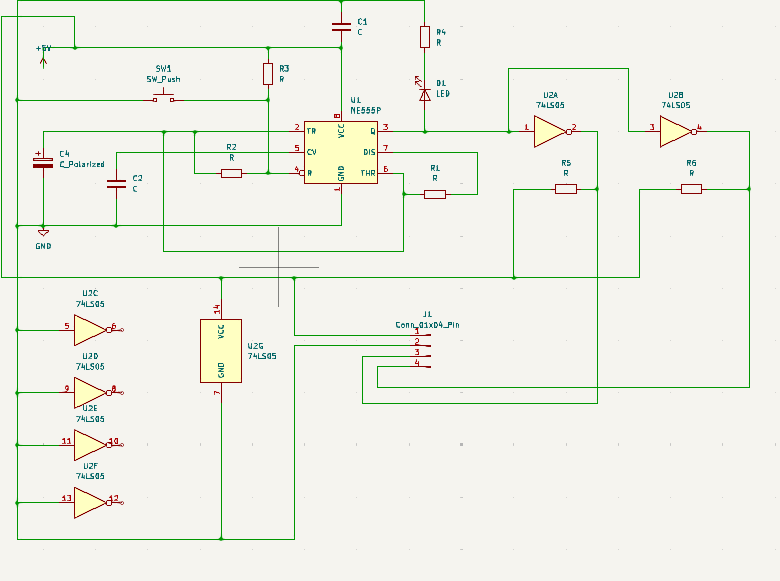 C1
C
R4
R
+5V
SW1
SW_Push
R3
R
D1
LED
U1
NE555P
U2A
74LS05
U2B
74LS05
8
VCC
2
TR
Q
3
1
2
3
4
5
CV
DIS
7
4
R
THR
6
GND
1
C4
C_Polarized
R2
R
C2
C
R1
R
R5
R
R6
R
GND
U2C
74LS05
5
6
14
VCC
GND
7
U2G
74LS05
J1
Conn_01x04_Pin
1
2
3
4
U2D
74LS05
9
8
U2E
74LS05
11
10
U2F
74LS05
13
12